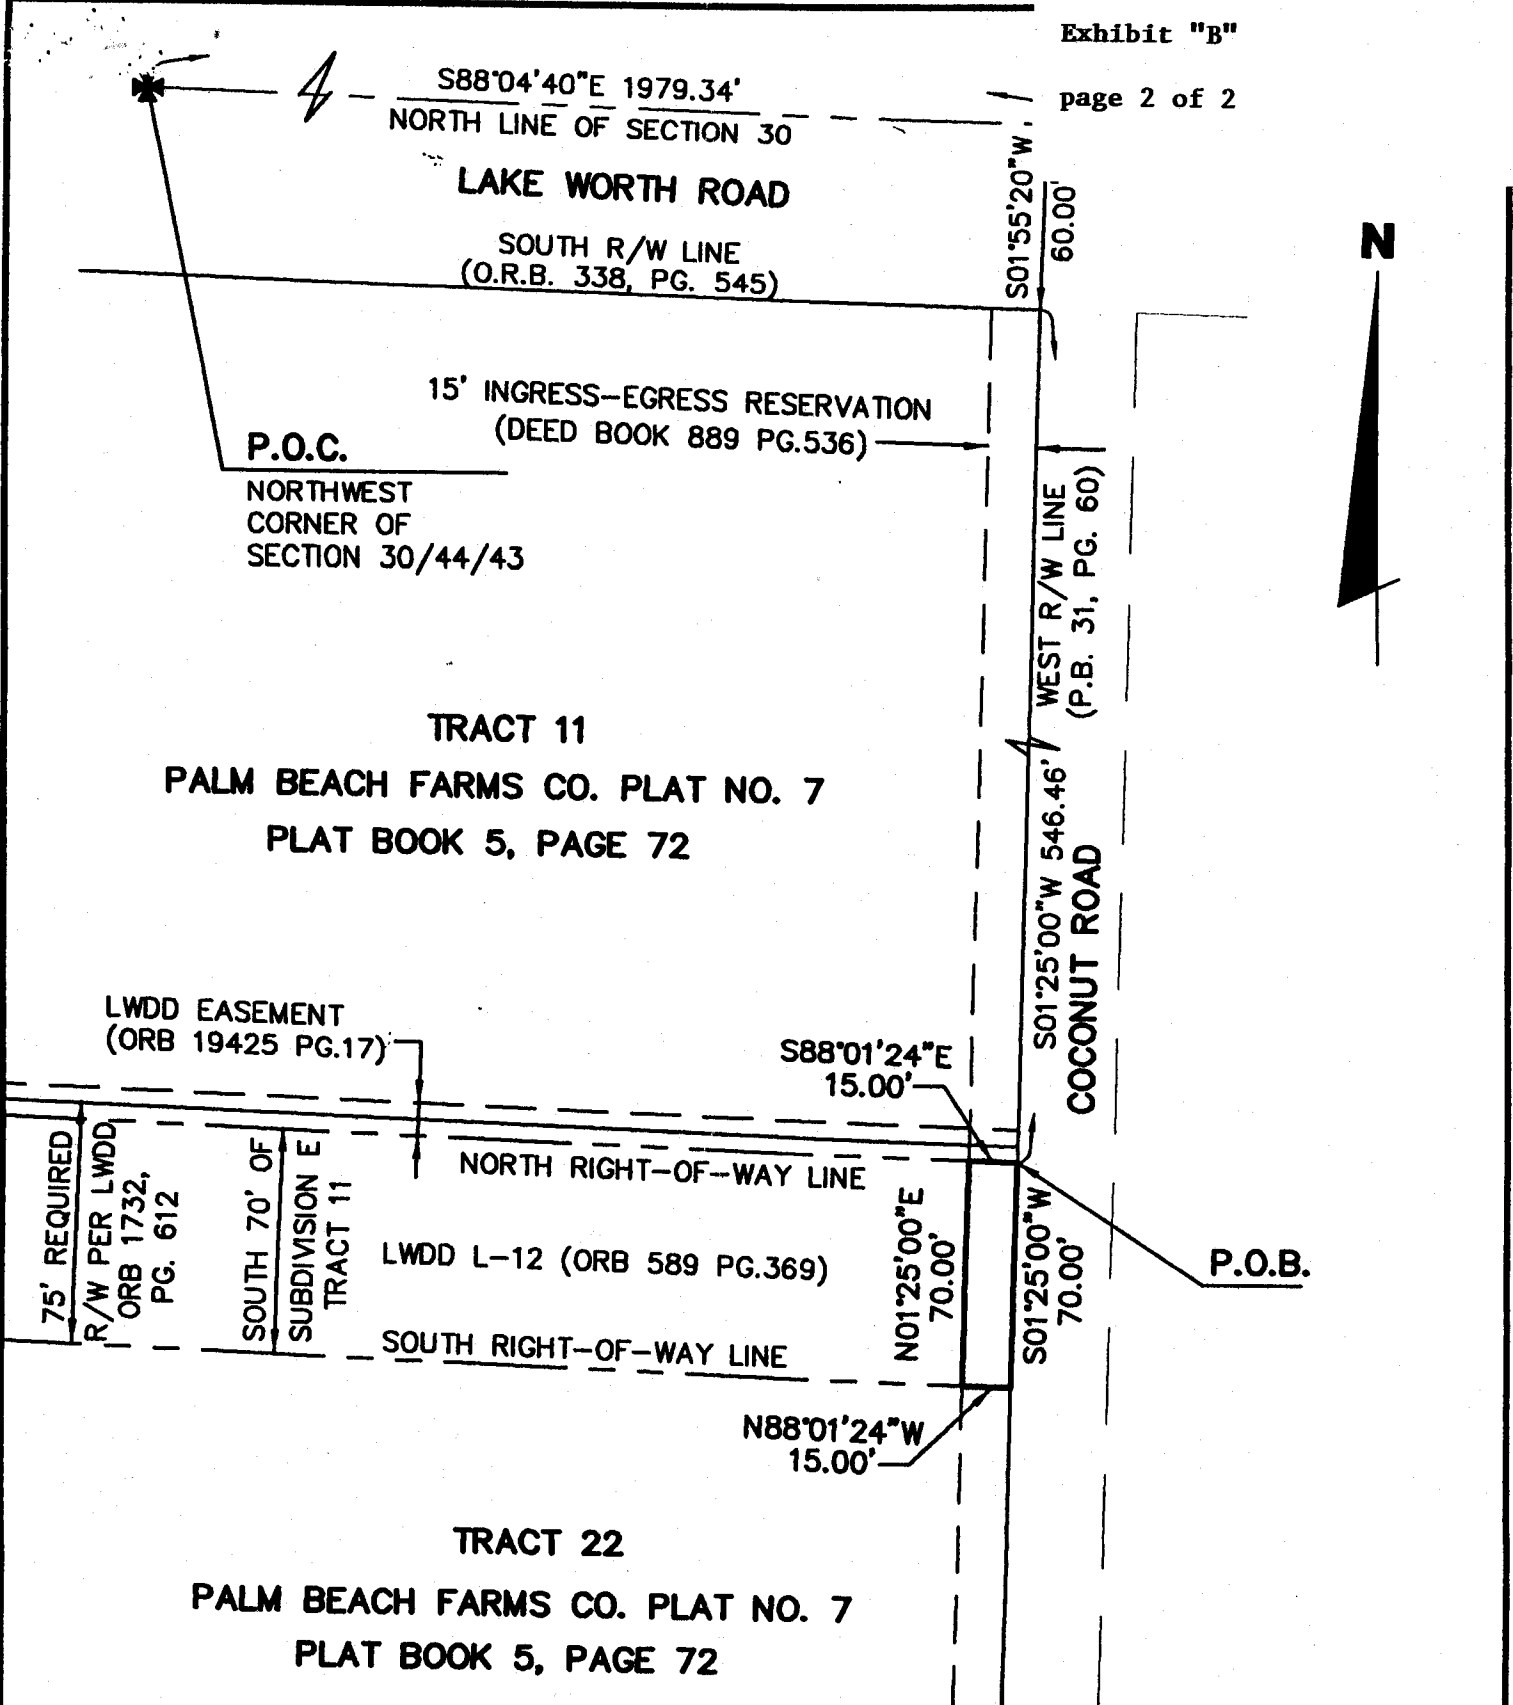 Exhibit "B"
page 2 of 2
S88°04'40"E 1979.34'
NORTH LINE OF SECTION 30
LAKE WORTH ROAD
SOUTH R/W LINE
(O.R.B. 338, PG. 545)
S01°55'20"W
60.00'
N
15' INGRESS-EGRESS RESERVATION
(DEED BOOK 889 PG.536)
P.O.C.
NORTHWEST
CORNER OF
SECTION 30/44/43
WEST R/W LINE
(P.B. 31, PG. 60)
TRACT 11
PALM BEACH FARMS CO. PLAT NO. 7
PLAT BOOK 5, PAGE 72
S01°25'00"W 546.46'
COCONUT ROAD
LWDD EASEMENT
(ORB 19425 PG.17)
S88°01'24"E
15.00'
75' REQUIRED
R/W PER LWDD
ORB 1732,
PG. 612
SOUTH 70' OF
SUBDIVISION E
TRACT 11
NORTH RIGHT-OF-WAY LINE
LWDD L-12 (ORB 589 PG.369)
SOUTH RIGHT-OF-WAY LINE
N01°25'00"E
70.00'
S01°25'00"W
70.00'
P.O.B.
N88°01'24"W
15.00'
TRACT 22
PALM BEACH FARMS CO. PLAT NO. 7
PLAT BOOK 5, PAGE 72